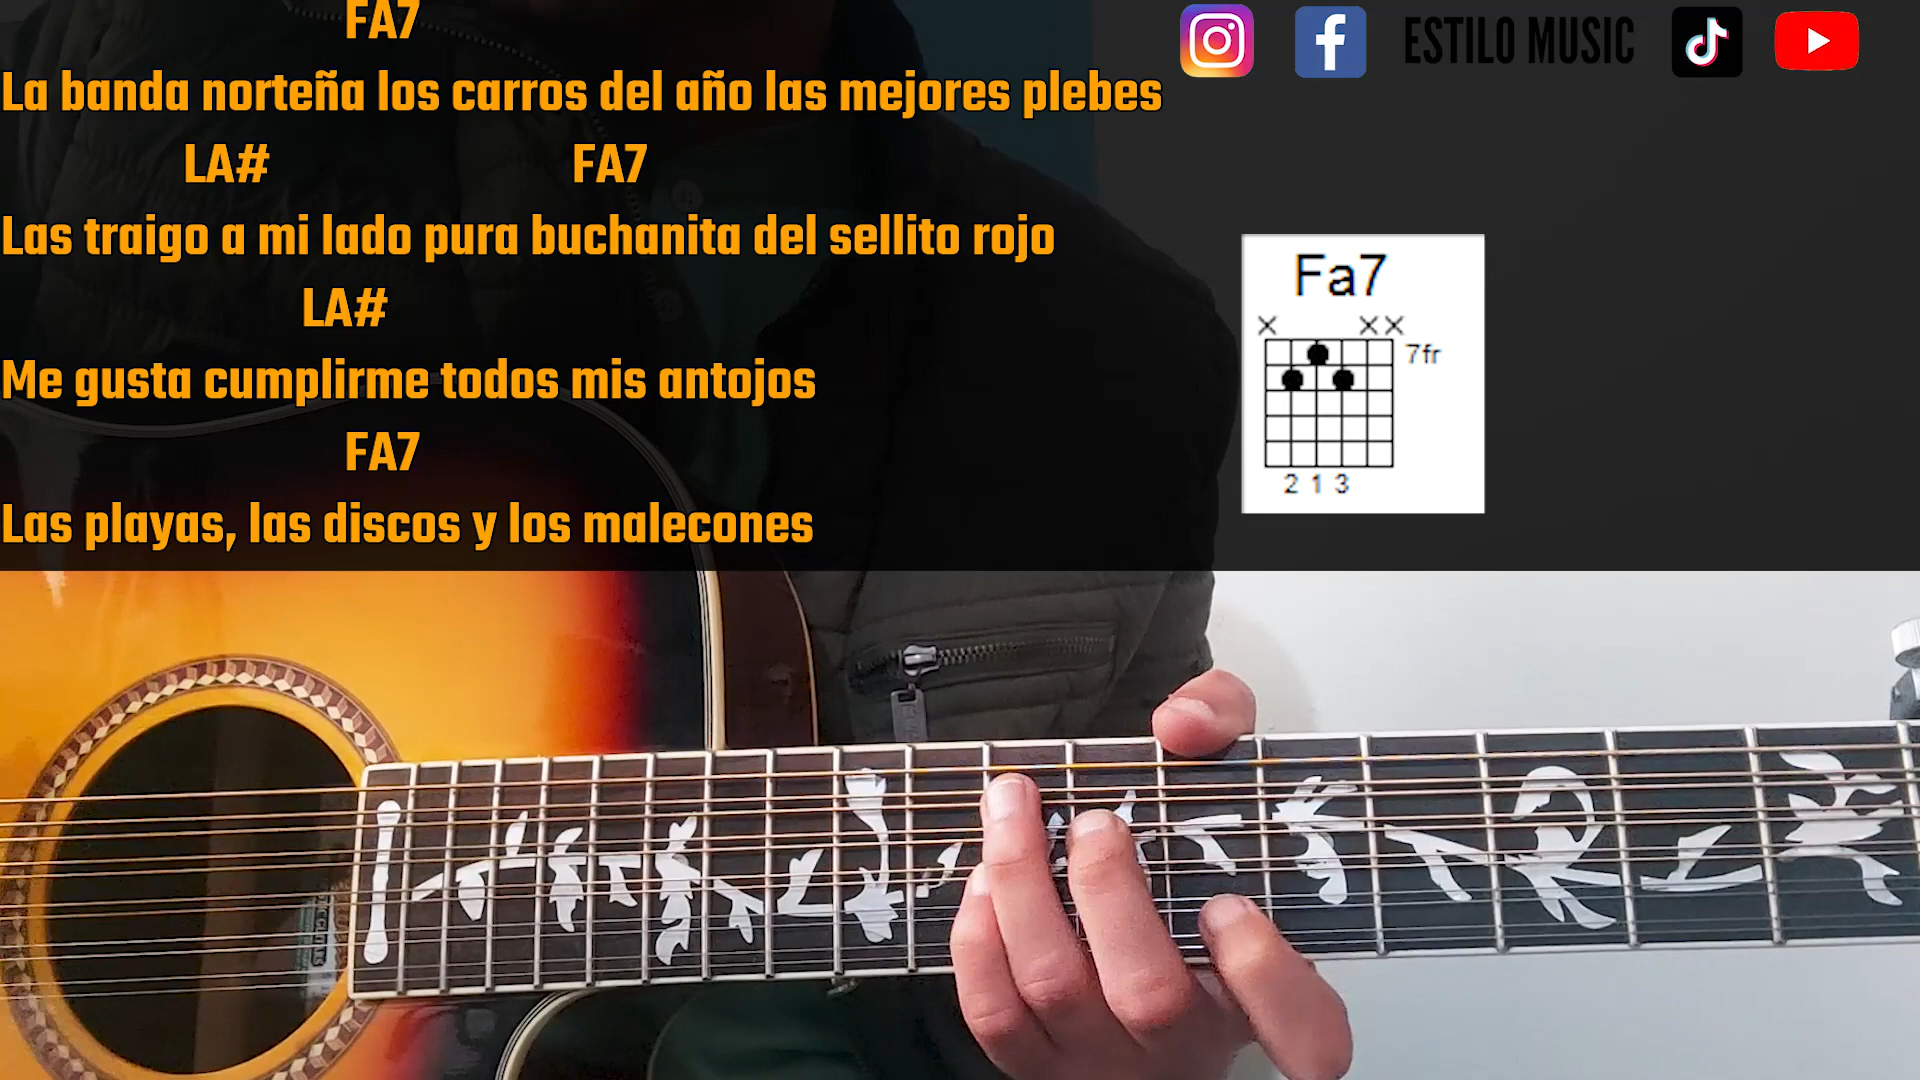 FA7
ESTILO MUSIC
La banda norteña los carros del año las mejores plebes
LA# FA7
Las traigo a mi lado pura buchanita del sellito rojo
LA#
Me gusta cumplirme todos mis antojos
FA7
Las playas, las discos y los malecones
Fa7
× ××
7fr
2 1 3